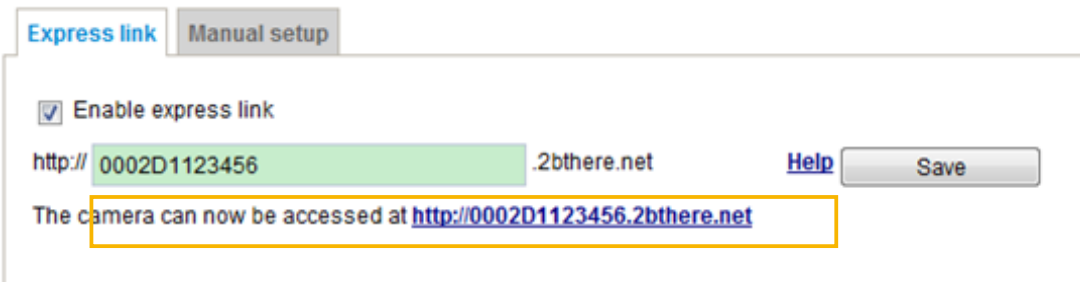 Express link Manual setup
Enable express link
http:// 0002D1123456 .2bthere.net Help Save
The camera can now be accessed at http://0002D1123456.2bthere.net